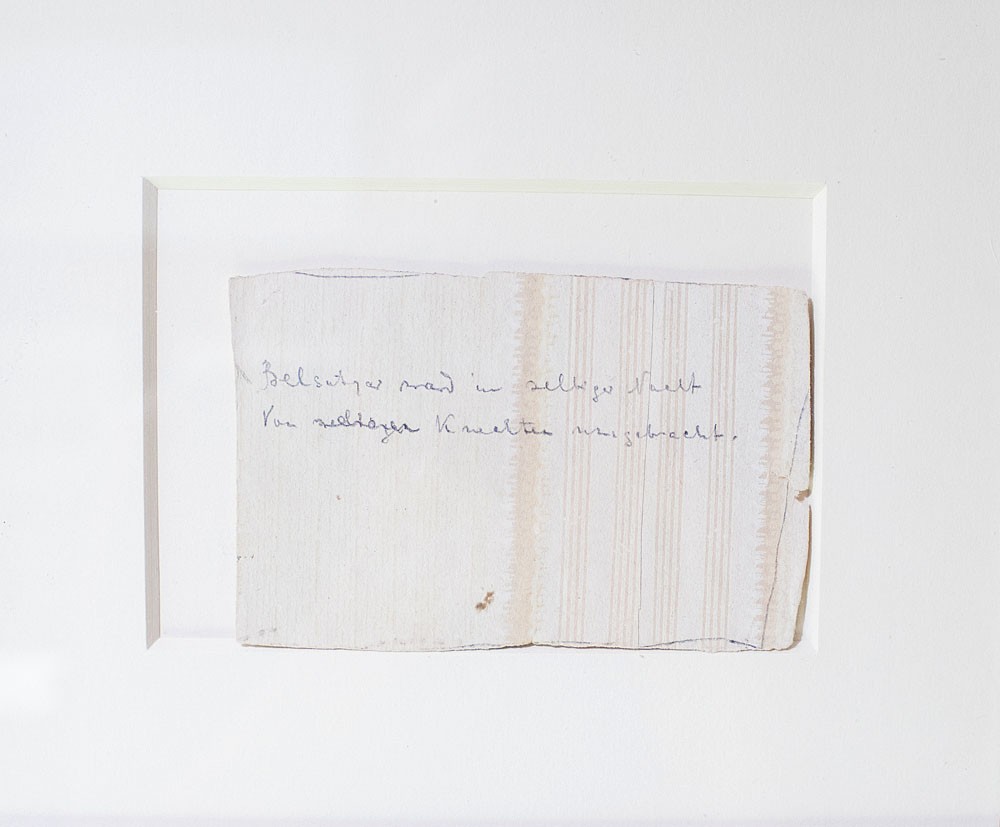 Belsatzar ward in selbiger Nacht
Von selbigen Knechten umgebracht.